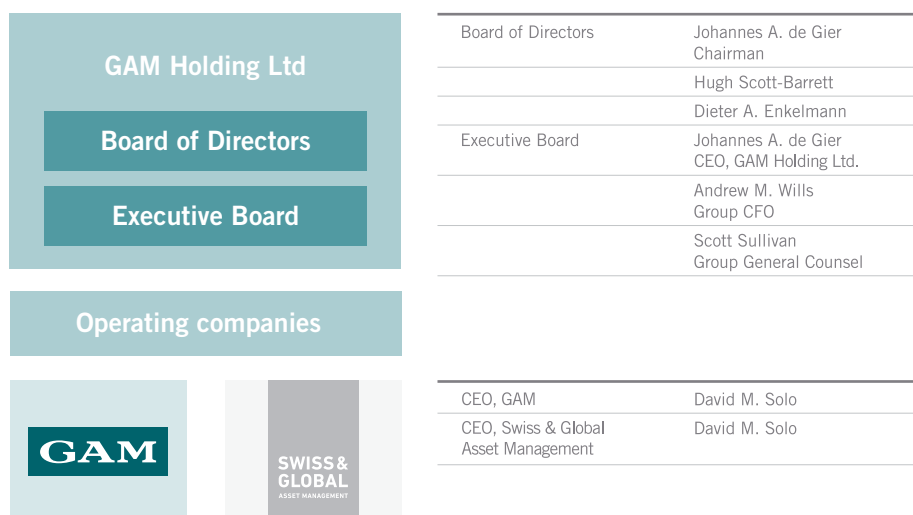 GAM Holding Ltd
Board of Directors
Executive Board
Operating companies
GAM
SWISS &
GLOBAL
ASSET MANAGEMENT
Board of Directors Johannes A. de Gier
Chairman
Hugh Scott-Barrett
Dieter A. Enkelmann
Executive Board Johannes A. de Gier
CEO, GAM Holding Ltd.
Andrew M. Wills
Group CFO
Scott Sullivan
Group General Counsel
CEO, GAM David M. Solo
CEO, Swiss & Global David M. Solo
Asset Management